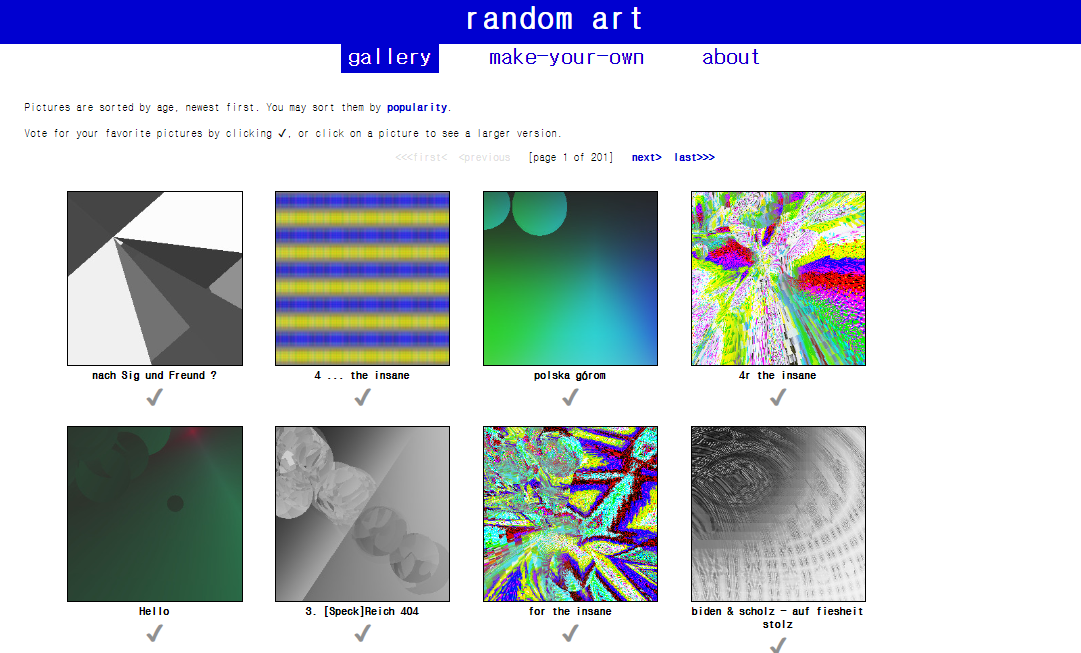 random art
gallery make-your-own about
Pictures are sorted by age, newest first. You may sort them by popularity.
Vote for your favorite pictures by clicking ✓, or click on a picture to see a larger version.
<<<first< <previous [page 1 of 201] next> last>>>
nach Sig und Freund ?
4 ... the insane
polska górom
4r the insane
Hello
3. [Speck]Reich 404
for the insane
biden & scholz - auf fiesheit
stolz